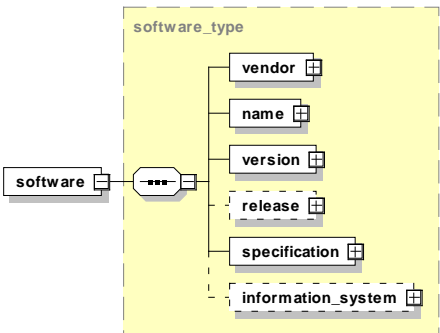 software_type
vendor
name
version
software
release
specification
information_system